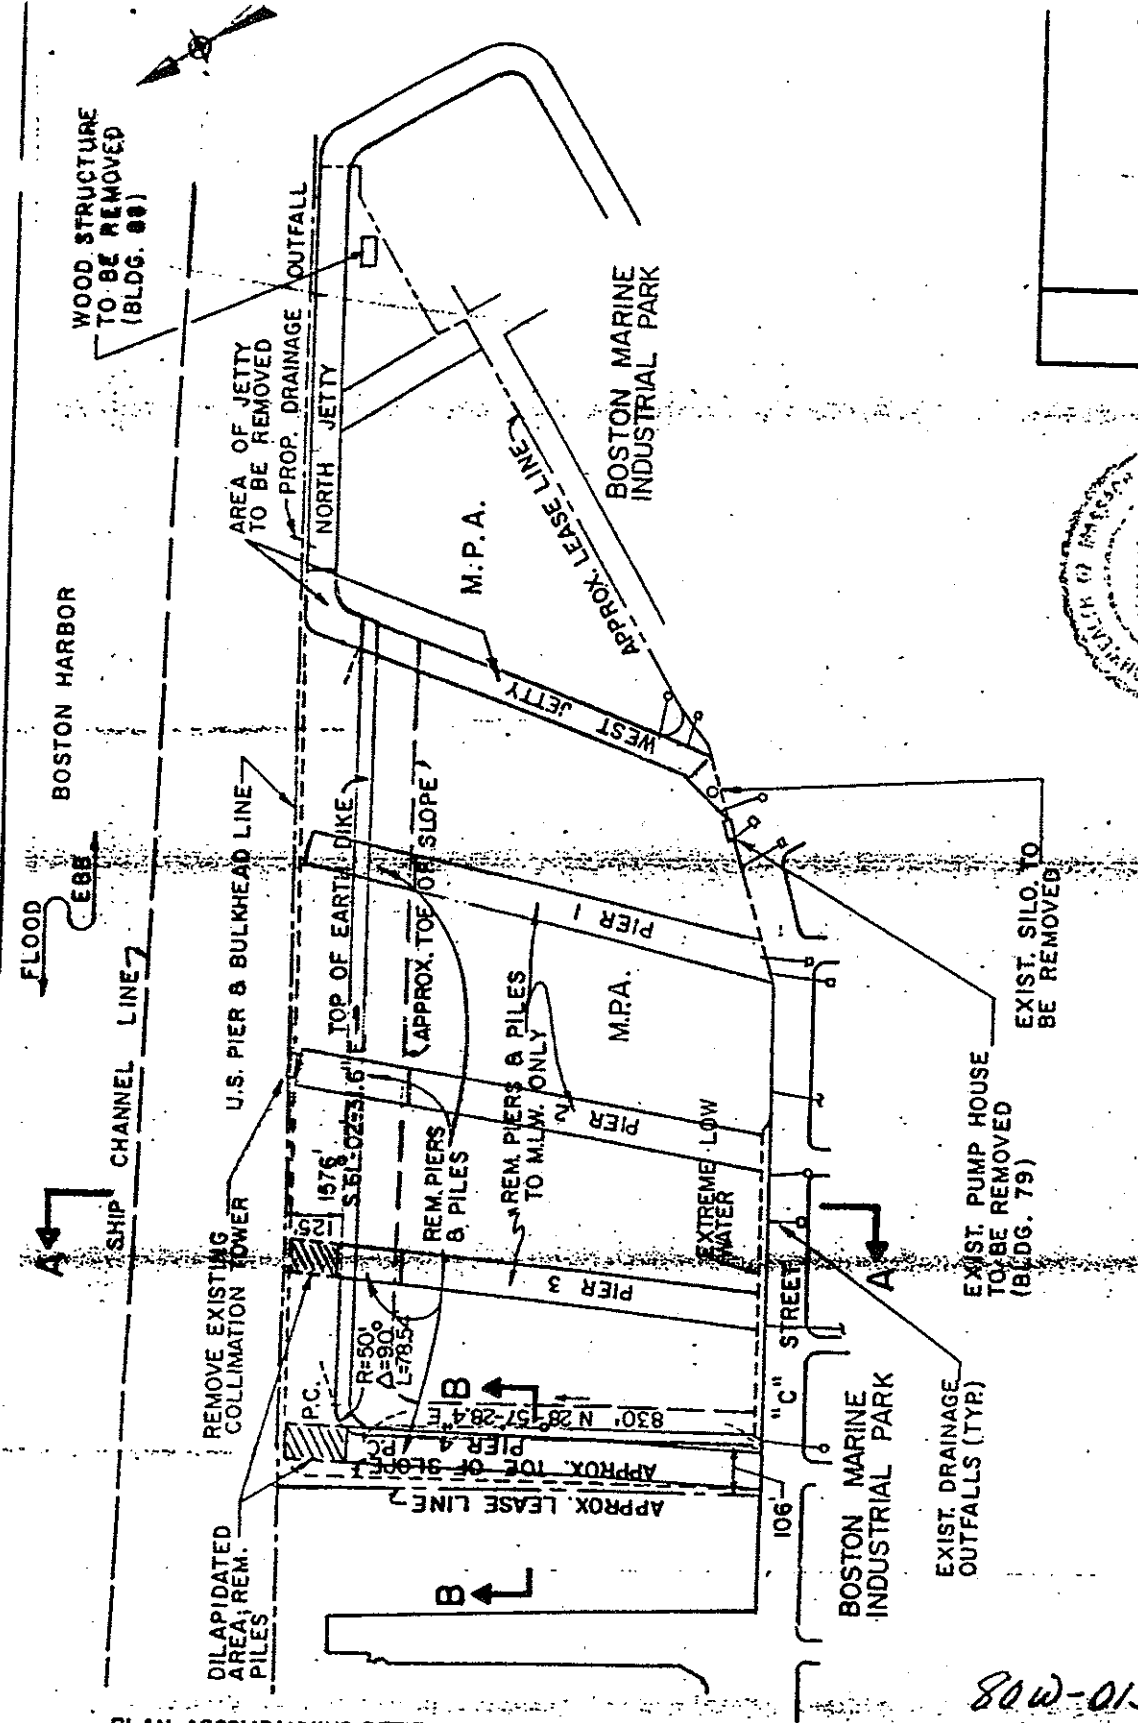 WOOD STRUCTURE
TO BE REMOVED
(BLDG. 88)
BOSTON HARBOR
FLOOD
EBB
SHIP CHANNEL LINE
U.S. PIER & BULKHEAD LINE
AREA OF JETTY
TO BE REMOVED
PROP. DRAINAGE OUTFALL
NORTH JETTY
M.P.A.
APPROX. LEASE LINE
BOSTON MARINE
INDUSTRIAL PARK
WEST JETTY
TOP OF EARTH DIKE
APPROX. TOE OF SLOPE
PIER 1
REM. PIERS & PILES
TO M.L.W. ONLY
M.P.A.
PIER 2
REM. PIERS
& PILES
1576'
S 61-02-31.6" E
25'
EXTREME LOW
WATER
PIER 3
REMOVE EXISTING
COLLIMATION TOWER
A
A
P.C.
R=50'
Δ=90°
L=78.54
B
B
830' N 28°-57'-28.4" E
PIER 4
P.C.
APPROX. TOE OF SLOPE
APPROX. LEASE LINE
106'
"C" STREET
DILAPIDATED
AREA; REM.
PILES
EXIST. SILO TO
BE REMOVED
EXIST. PUMP HOUSE
TO BE REMOVED
(BLDG. 79)
EXIST. DRAINAGE
OUTFALLS (TYP.)
BOSTON MARINE
INDUSTRIAL PARK
80W-01